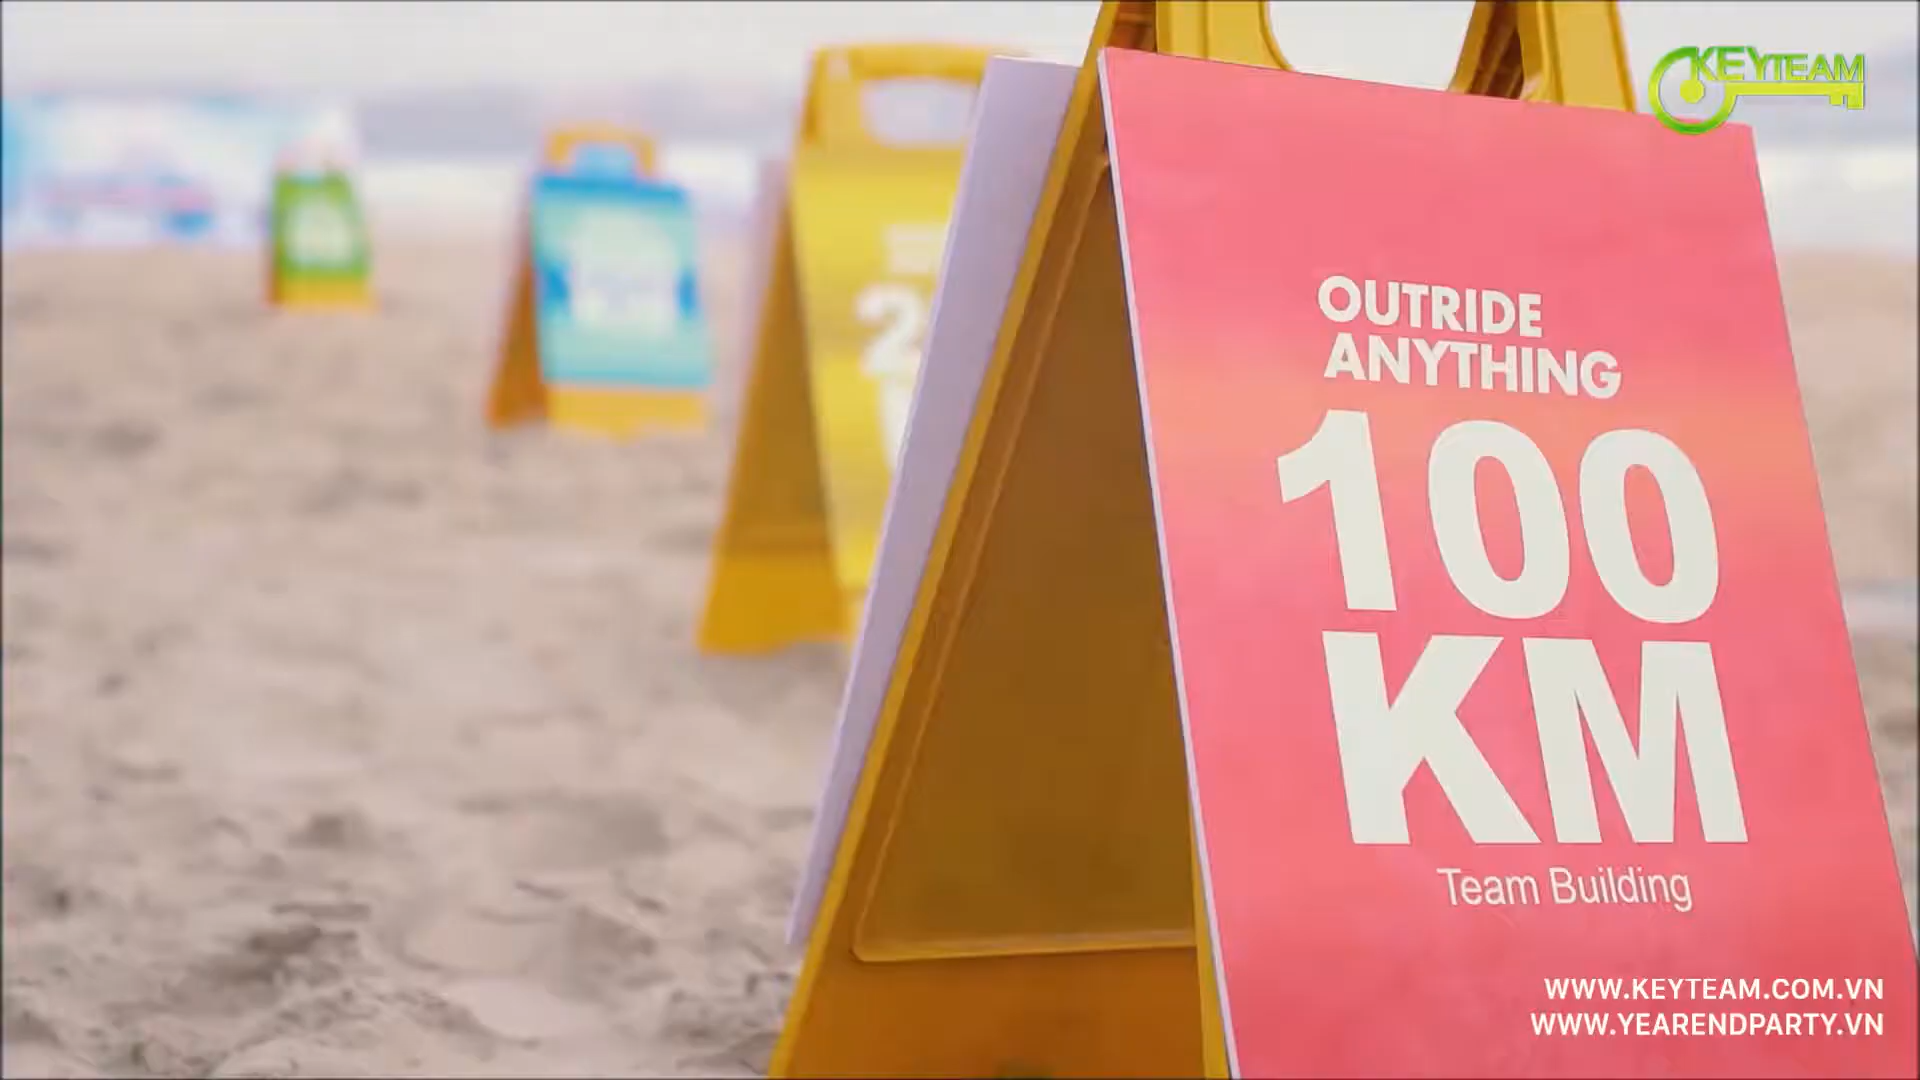 KEYTEAM
OUTRIDE
ANYTHING
100
KM
Team Building
WWW.KEYTEAM.COM.VN
WWW.YEARENDPARTY.VN